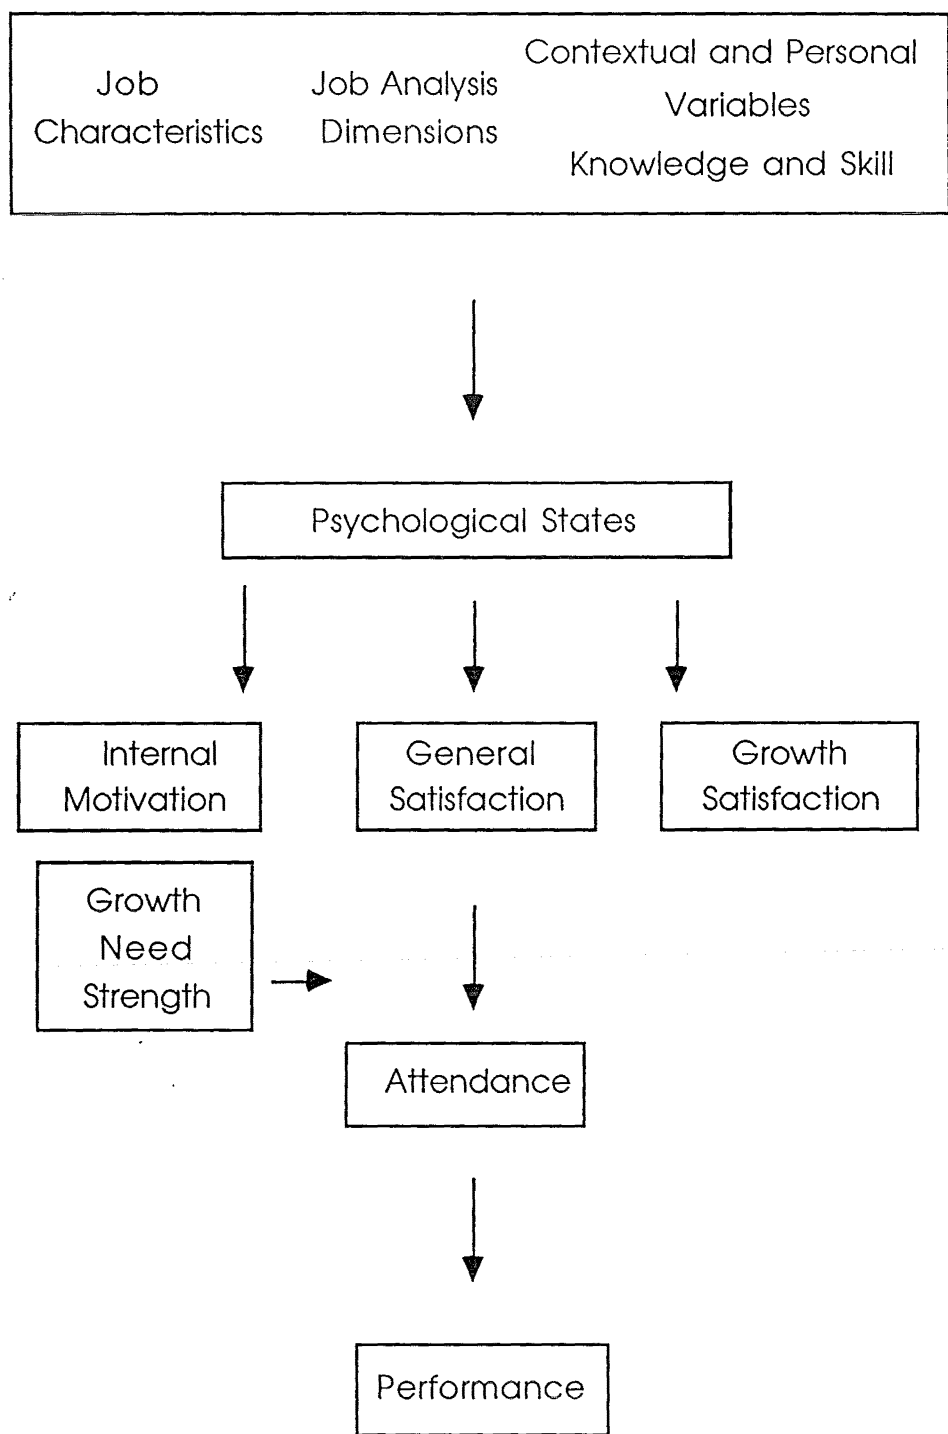 Job
Characteristics
Job Analysis
Dimensions
Contextual and Personal
Variables
Knowledge and Skill
Psychological States
Internal
Motivation
General
Satisfaction
Growth
Satisfaction
Growth
Need
Strength
Attendance
Performance